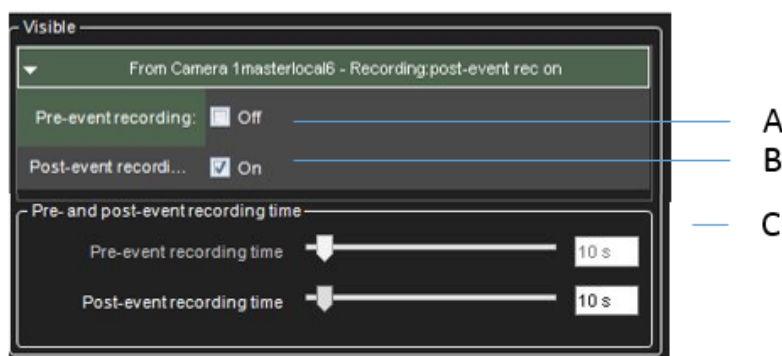 Visible
From Camera 1masterlocal6 - Recording:post-event rec on
Pre-event recording: Off
A
Post-event recordi... On
B
Pre- and post-event recording time
C
Pre-event recording time 10 s
Post-event recording time 10 s